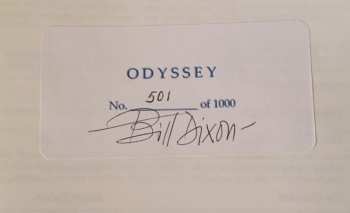 ODYSSEY
No. 501 of 1000
Bill Dixon